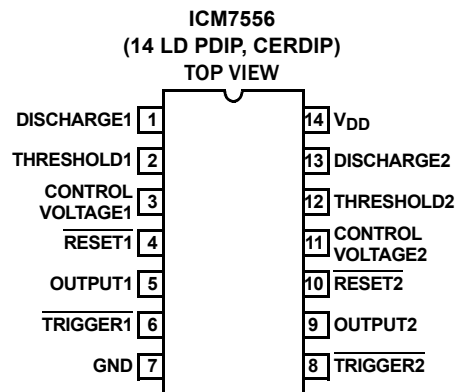 ICM7556
(14 LD PDIP, CERDIP)
TOP VIEW
DISCHARGE1 1
THRESHOLD1 2
CONTROL
VOLTAGE1 3
RESET1 4
OUTPUT1 5
TRIGGER1 6
GND 7
14 VDD
13 DISCHARGE2
12 THRESHOLD2
11 CONTROL
VOLTAGE2
10 RESET2
9 OUTPUT2
8 TRIGGER2